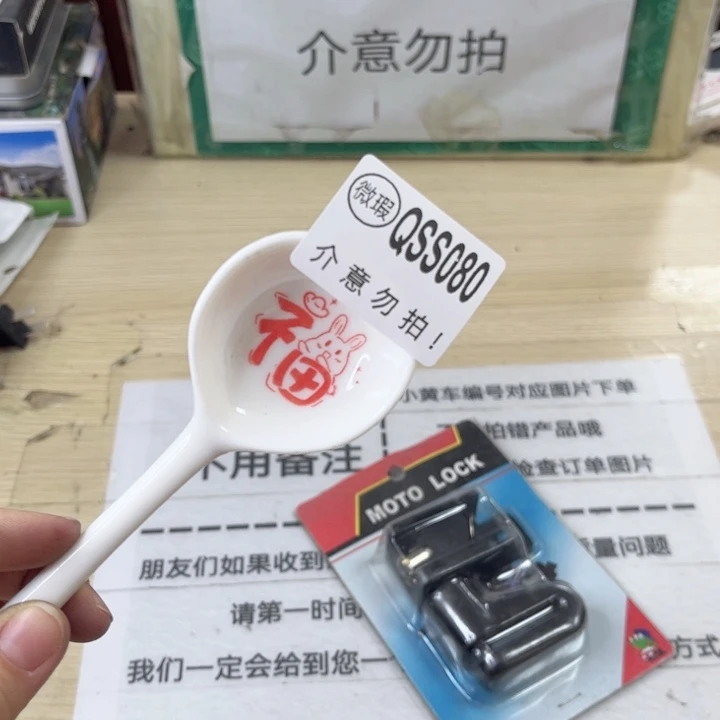 介意勿拍
微瑕
QSS080
介意勿拍!
福
小黄车编号对应图片下单
拍错产品哦
不用备注
检查订单图片
MOTO LOCK
朋友们如果收到
量问题
请第一时间
我们一定会给到您一
方式